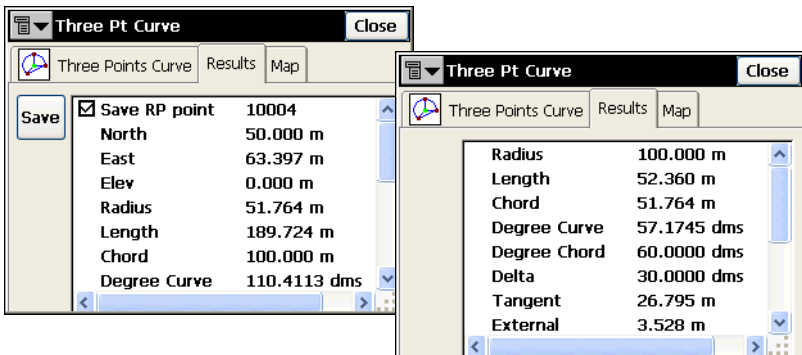 Three Pt Curve Close
Three Points Curve Results Map
Save
Save RP point 10004
North 50.000 m
East 63.397 m
Elev 0.000 m
Radius 51.764 m
Length 189.724 m
Chord 100.000 m
Degree Curve 110.4113 dms
Three Pt Curve Close
Three Points Curve Results Map
Radius 100.000 m
Length 52.360 m
Chord 51.764 m
Degree Curve 57.1745 dms
Degree Chord 60.0000 dms
Delta 30.0000 dms
Tangent 26.795 m
External 3.528 m